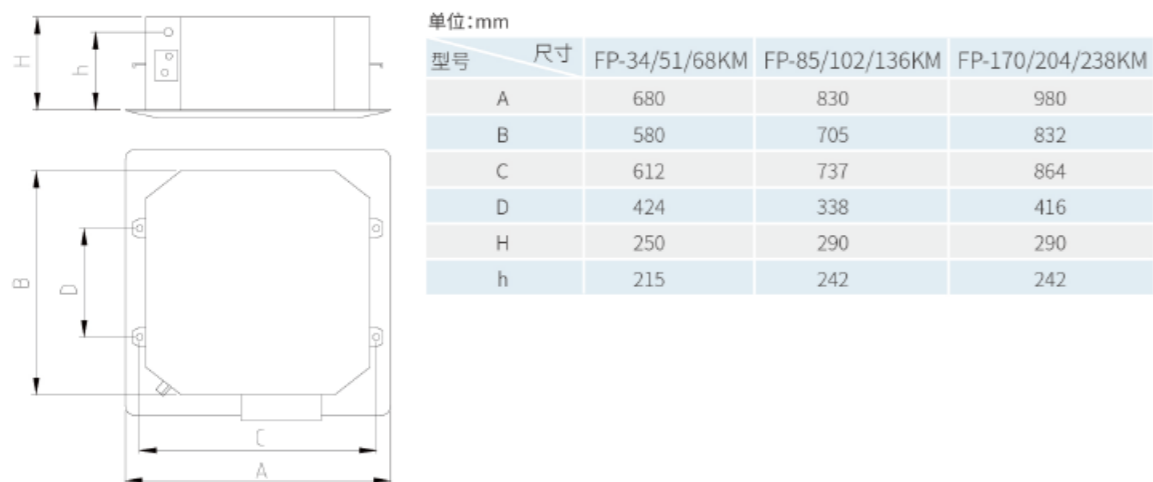 单位：mm
型号 尺寸 FP-34/51/68KM FP-85/102/136KM FP-170/204/238KM
A 680 830 980
B 580 705 832
C 612 737 864
D 424 338 416
H 250 290 290
h 215 242 242
H
h
B
D
C
A